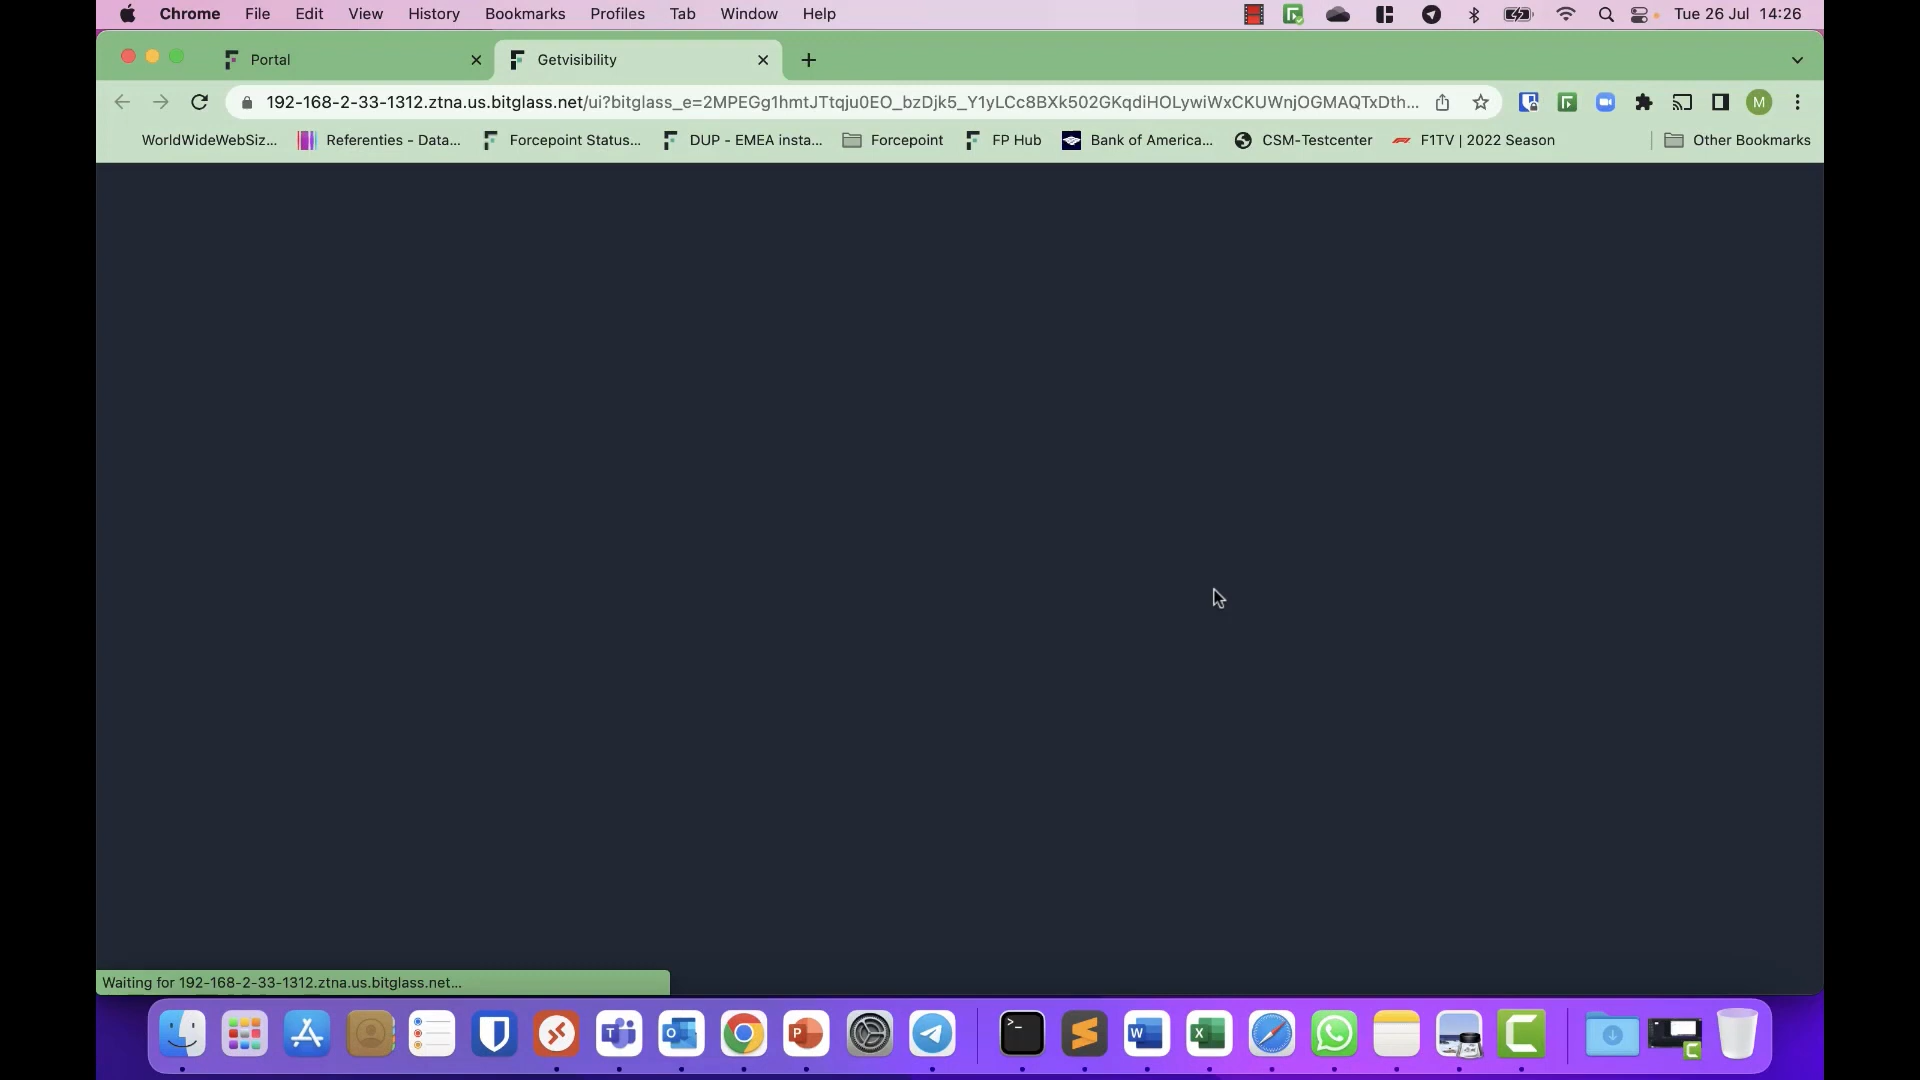 Chrome File Edit View History Bookmarks Profiles Tab Window Help Tue 26 Jul 14:26
Portal Getvisibility
192-168-2-33-1312.ztna.us.bitglass.net/ui?bitglass_e=2MPEGg1hmtJTtqju0EO_bzDjk5_Y1yLCc8BXk502GKqdiHOLywiWxCKUWnjOGMAQTxDth... M
WorldWideWebSiz... Referenties - Data... Forcepoint Status... DUP - EMEA insta... Forcepoint FP Hub Bank of America... CSM-Testcenter F1TV | 2022 Season Other Bookmarks
Waiting for 192-168-2-33-1312.ztna.us.bitglass.net...